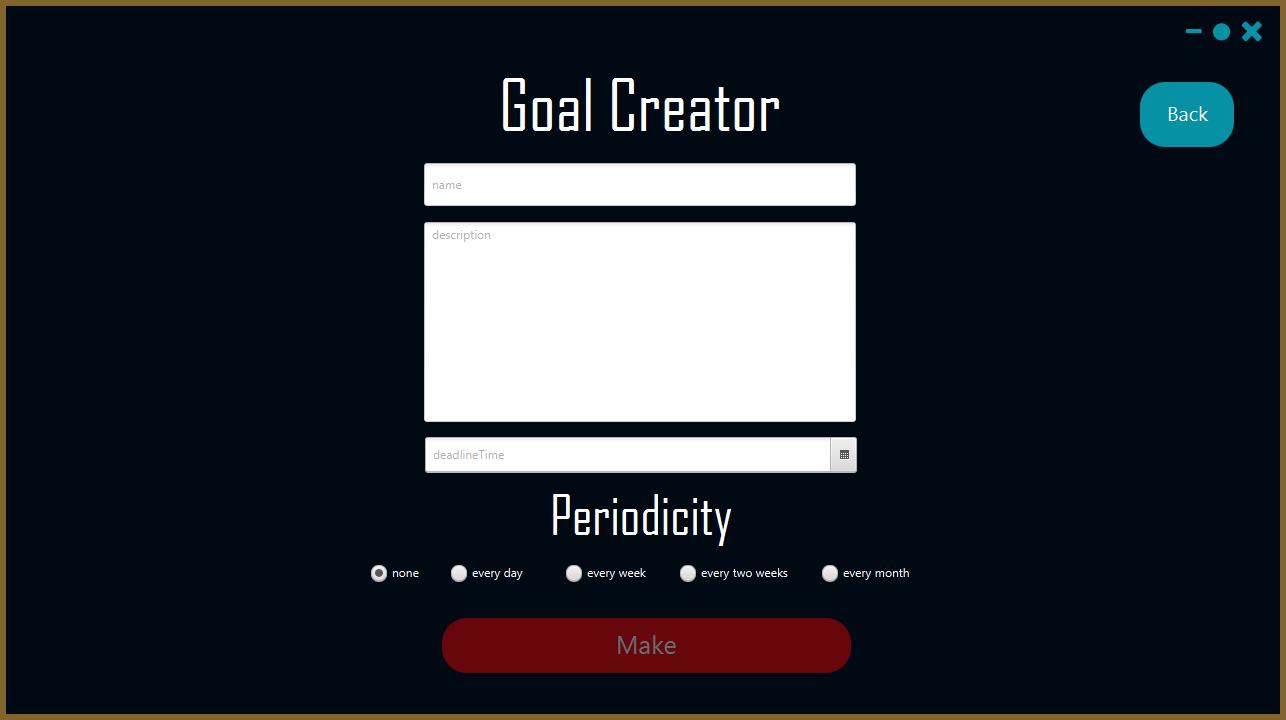 Goal Creator
Back
name
description
deadlineTime
Periodicity
none every day every week every two weeks every month
Make